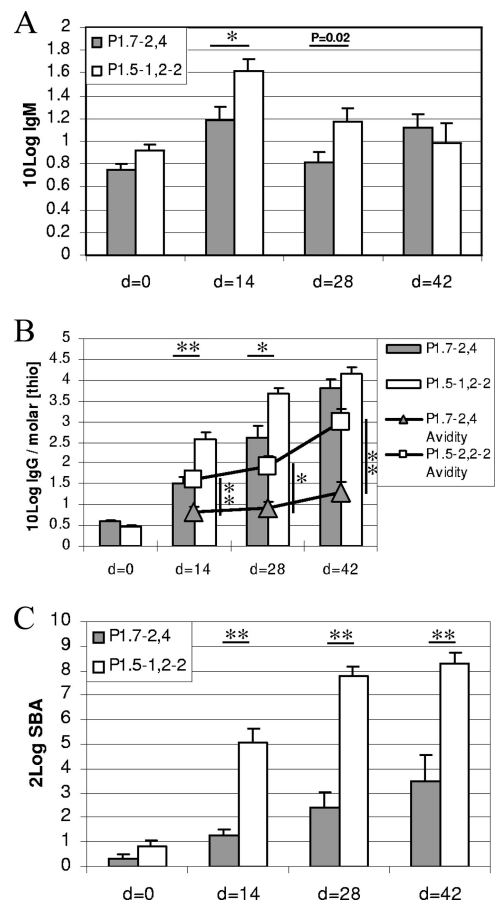 A
2
1.8
1.6
1.4
1.2
1
0.8
0.6
0.4
0.2
0
10Log IgM
P1.7-2,4
P1.5-1,2-2
*
P=0.02
d=0 d=14 d=28 d=42
B
5
4.5
4
3.5
3
2.5
2
1.5
1
0.5
0
10Log IgG / molar [thio]
** *
** * **
d=0 d=14 d=28 d=42
P1.7-2,4
P1.5-1,2-2
P1.7-2,4
Avidity
P1.5-2,2-2
Avidity
C
10
9
8
7
6
5
4
3
2
1
0
2Log SBA
P1.7-2,4
P1.5-1,2-2
** ** **
d=0 d=14 d=28 d=42